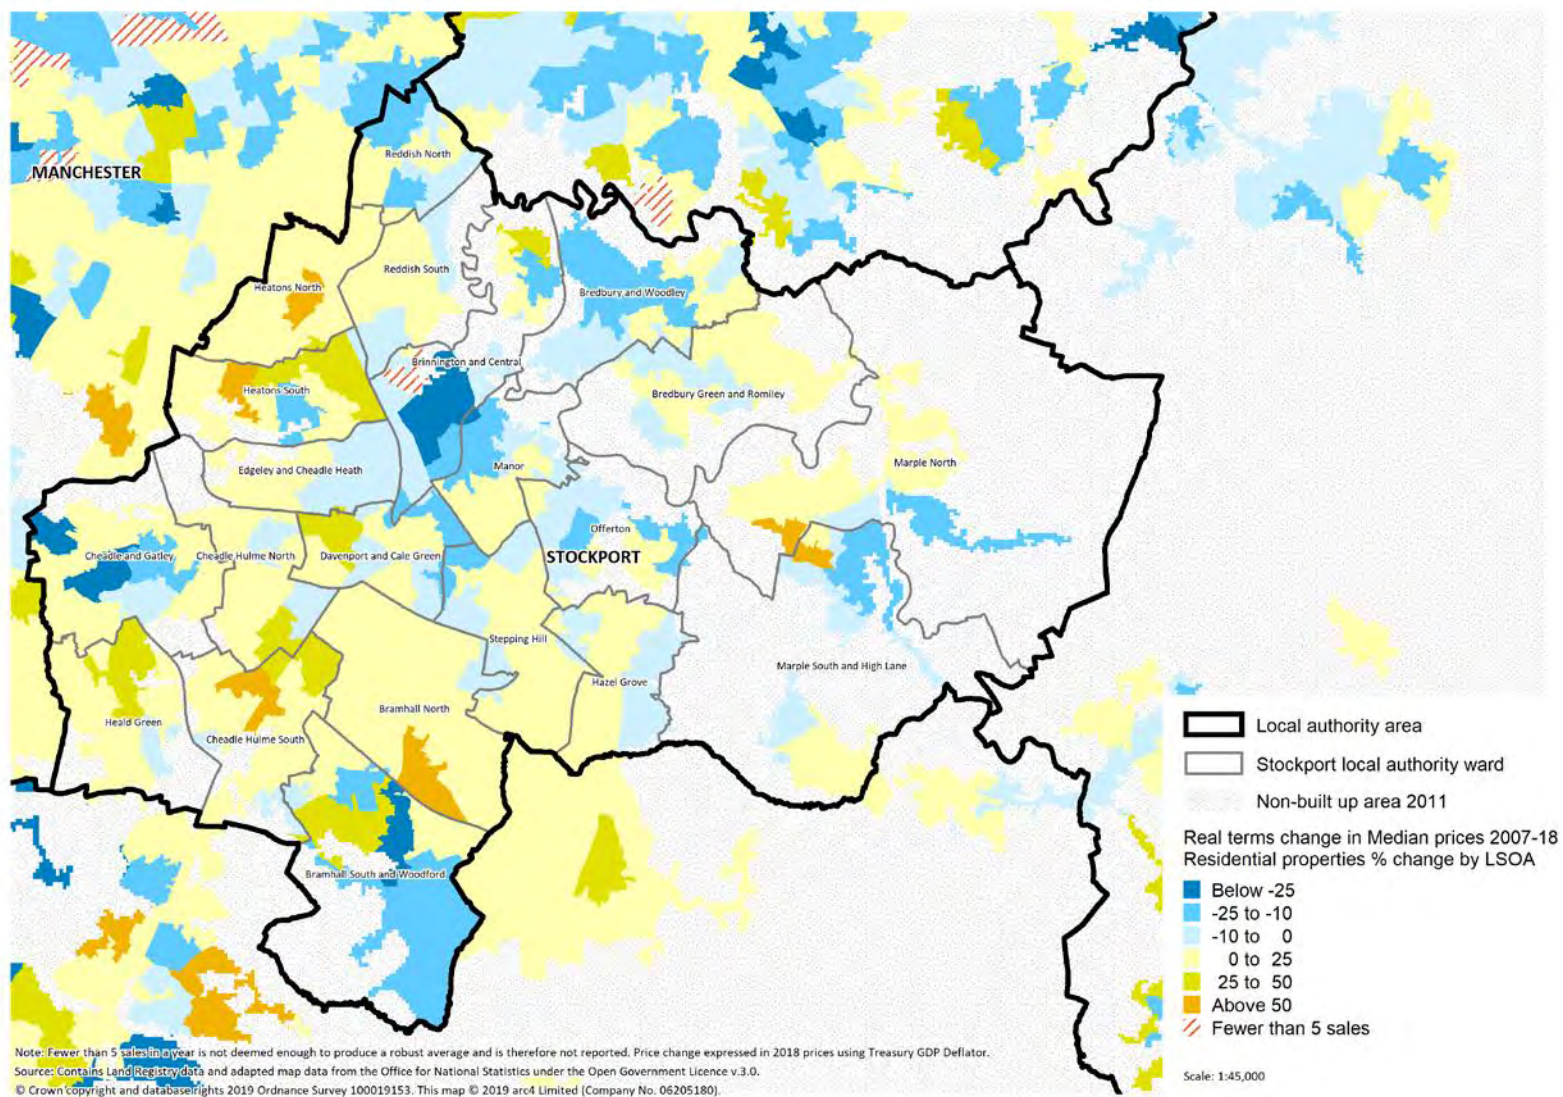 MANCHESTER
Reddish North
Reddish South
Heatons North
Bredbury and Woodley
Brinnington and Central
Heatons South
Bredbury Green and Romiley
Edgeley and Cheadle Heath
Manor
Marple North
Offerton
Cheadle and Gatley
Cheadle Hulme North
Davenport and Cale Green
STOCKPORT
Stepping Hill
Marple South and High Lane
Hazel Grove
Heald Green
Bramhall North
Cheadle Hulme South
Bramhall South and Woodford
Local authority area
Stockport local authority ward
Non-built up area 2011
Real terms change in Median prices 2007-18
Residential properties % change by LSOA
Below -25
-25 to -10
-10 to 0
0 to 25
25 to 50
Above 50
Fewer than 5 sales
Scale: 1:45,000
Note: Fewer than 5 sales in a year is not deemed enough to produce a robust average and is therefore not reported. Price change expressed in 2018 prices using Treasury GDP Deflator.
Source: Contains Land Registry data and adapted map data from the Office for National Statistics under the Open Government Licence v.3.0.
© Crown copyright and database rights 2019 Ordnance Survey 100019153. This map © 2019 arc4 Limited (Company No. 06205180).